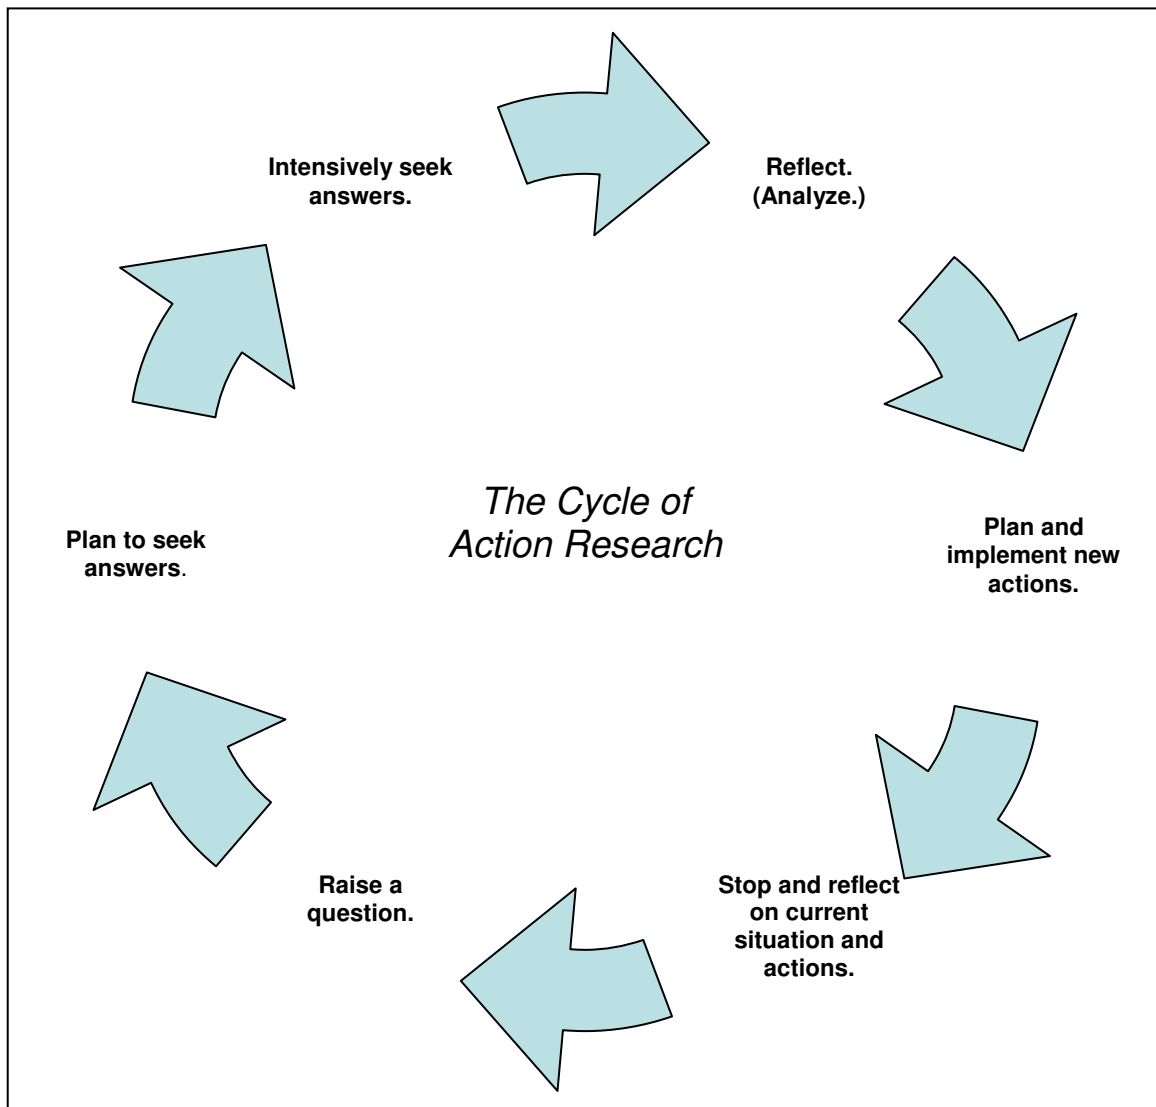 Intensively seek
answers.
Reflect.
(Analyze.)
The Cycle of
Action Research
Plan to seek
answers.
Plan and
implement new
actions.
Raise a
question.
Stop and reflect
on current
situation and
actions.